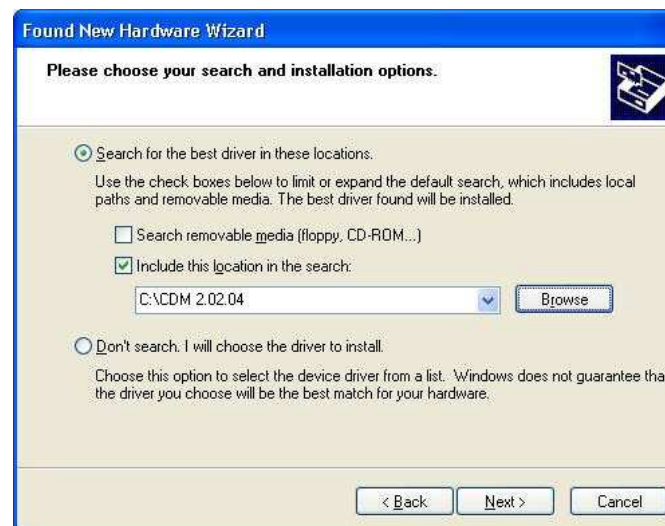 Found New Hardware Wizard
Please choose your search and installation options.
Search for the best driver in these locations.
Use the check boxes below to limit or expand the default search, which includes local
paths and removable media. The best driver found will be installed.
Search removable media (floppy, CD-ROM...)
Include this location in the search:
C:\CDM 2.02.04
Browse
Don't search. I will choose the driver to install.
Choose this option to select the device driver from a list. Windows does not guarantee tha
the driver you choose will be the best match for your hardware.
< Back
Next >
Cancel